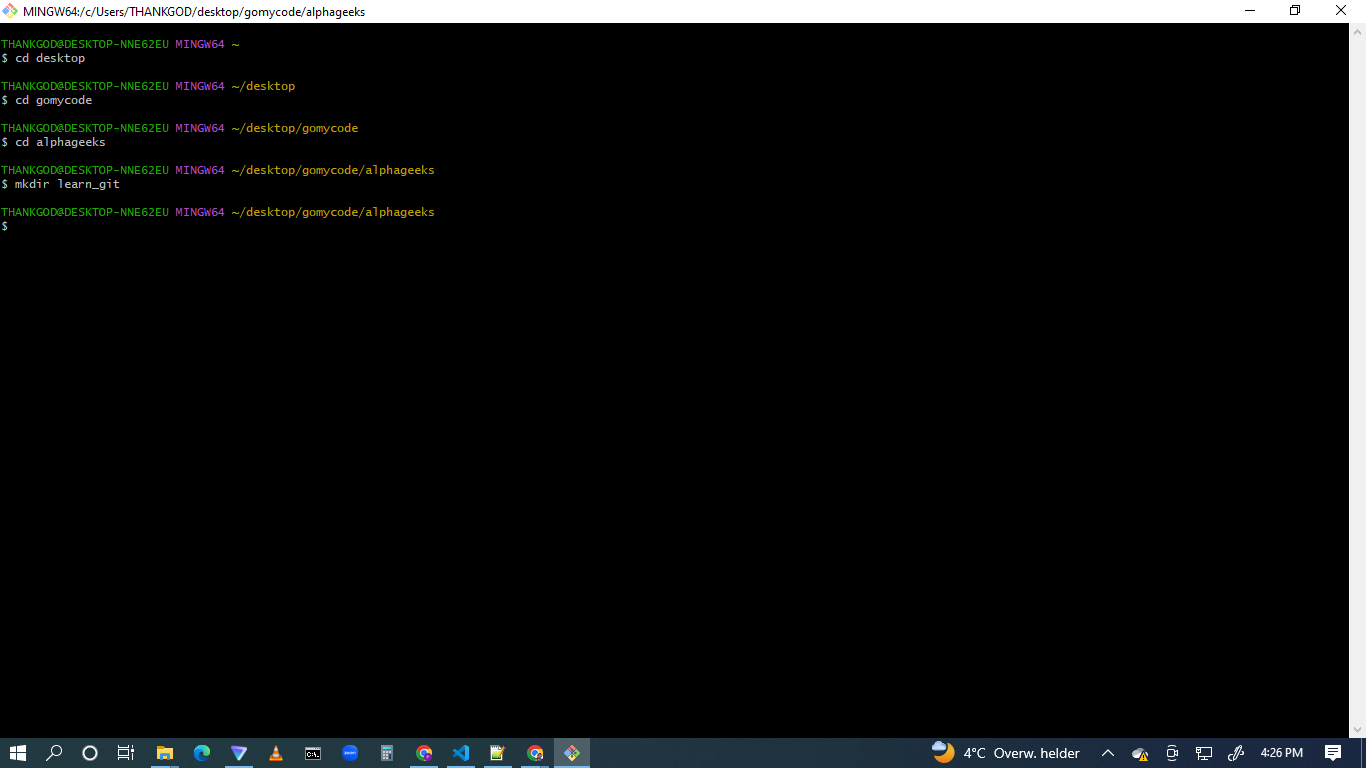 MINGW64:/c/Users/THANKGOD/desktop/gomycode/alphageeks
THANKGOD@DESKTOP-NNE62EU MINGW64 ~
$ cd desktop
THANKGOD@DESKTOP-NNE62EU MINGW64 ~/desktop
$ cd gomycode
THANKGOD@DESKTOP-NNE62EU MINGW64 ~/desktop/gomycode
$ cd alphageeks
THANKGOD@DESKTOP-NNE62EU MINGW64 ~/desktop/gomycode/alphageeks
$ mkdir learn_git
THANKGOD@DESKTOP-NNE62EU MINGW64 ~/desktop/gomycode/alphageeks
$
4°C Overw. helder 4:26 PM